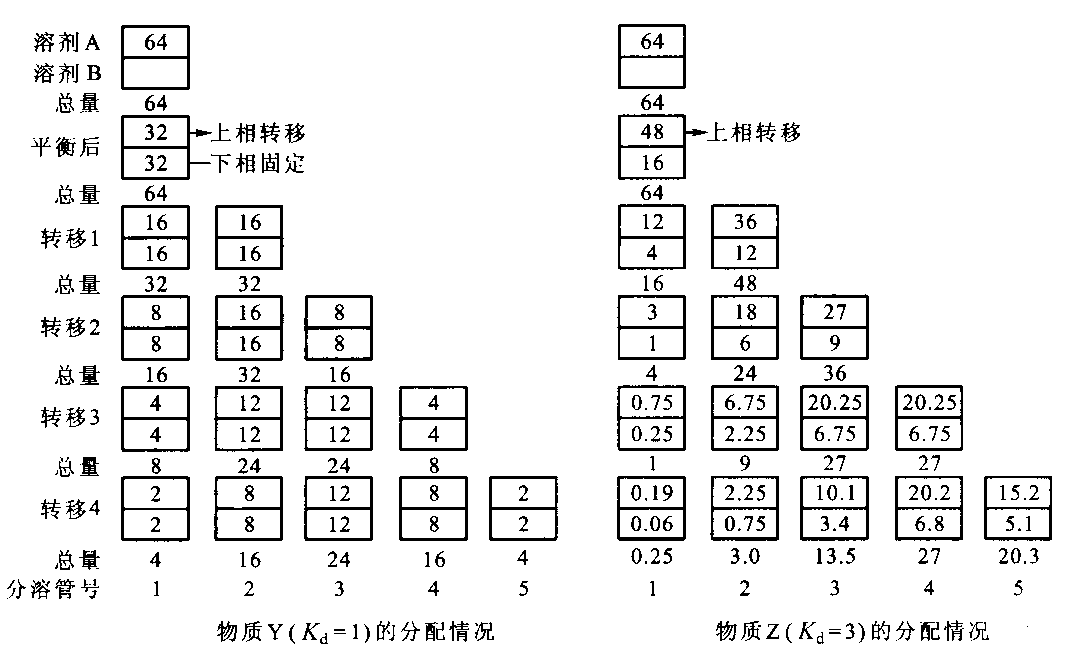 溶剂A 64 64
溶剂B
总量 64 64
平衡后 32 上相转移 48 上相转移
32 下相固定 16
总量 64 64
转移1 16 16 12 36
16 16 4 12
总量 32 32 16 48
转移2 8 16 8 3 18 27
8 16 8 1 6 9
总量 16 32 16 4 24 36
转移3 4 12 12 4 0.75 6.75 20.25 20.25
4 12 12 4 0.25 2.25 6.75 6.75
总量 8 24 24 8 1 9 27 27
转移4 2 8 12 8 2 0.19 2.25 10.1 20.2 15.2
2 8 12 8 2 0.06 0.75 3.4 6.8 5.1
总量 4 16 24 16 4 0.25 3.0 13.5 27 20.3
分溶管号 1 2 3 4 5 1 2 3 4 5
物质Y(Kd=1)的分配情况 物质Z(Kd=3)的分配情况